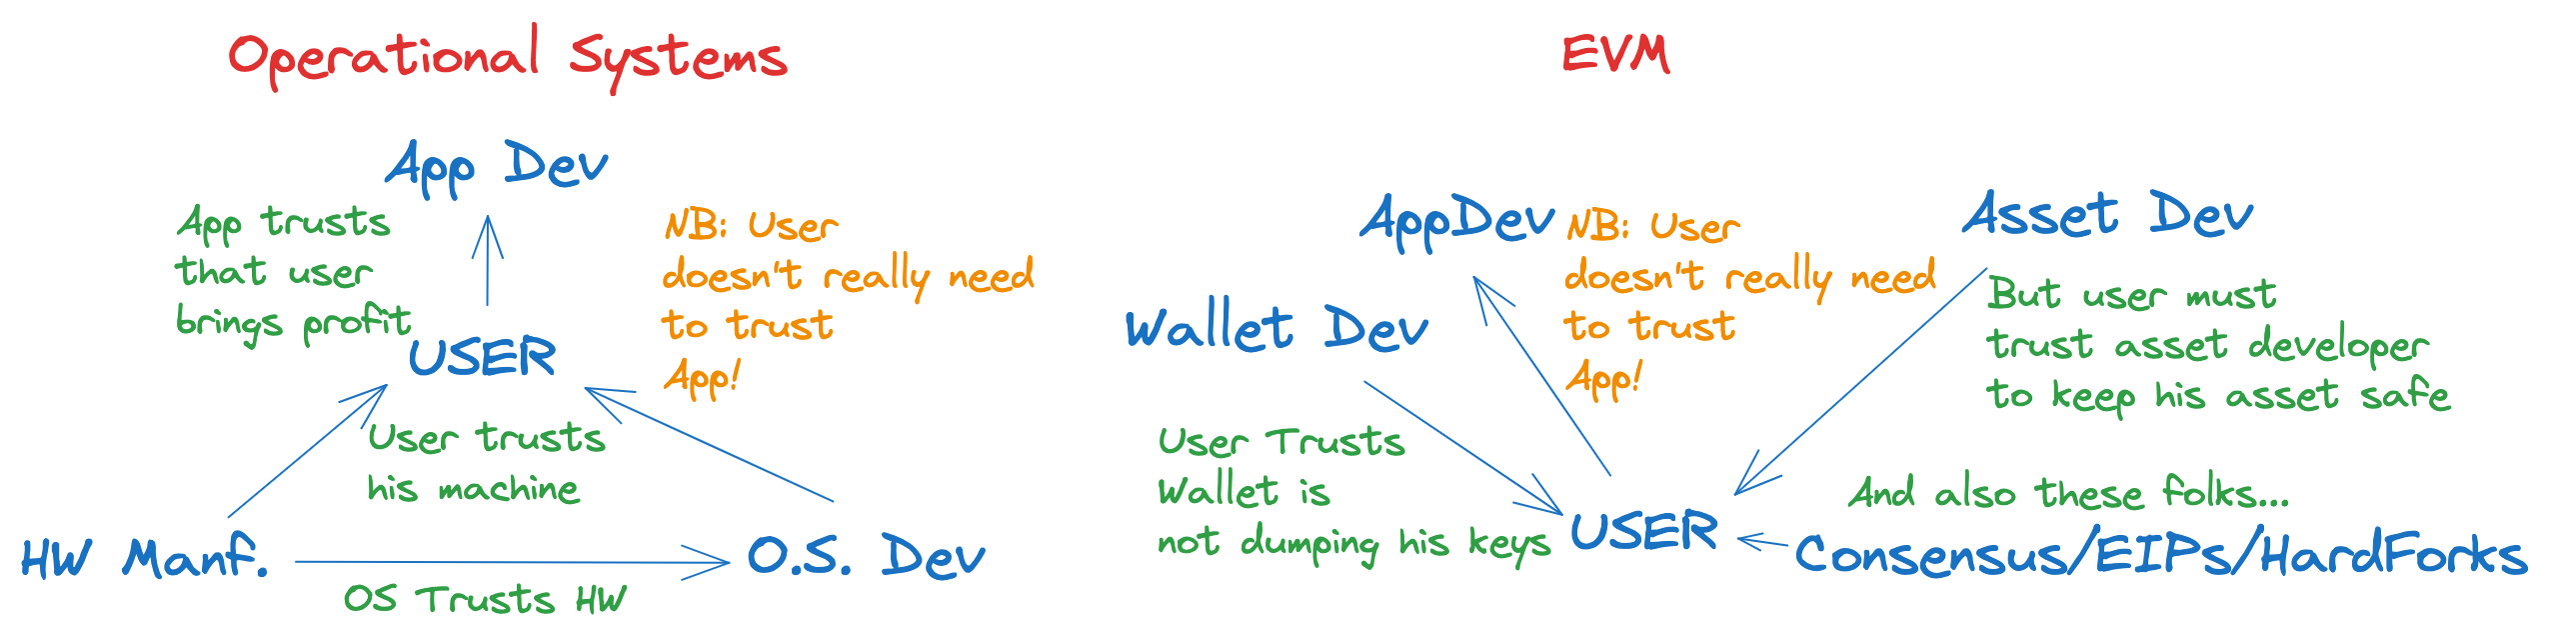 Operational Systems
App Dev
App trusts
that user
brings profit
NB: User
doesn't really need
to trust
App!
USER
User trusts
his machine
HW Manf.
O.S. Dev
OS Trusts HW
EVM
AppDev
NB: User
doesn't really need
to trust
App!
Asset Dev
But user must
trust asset developer
to keep his asset safe
Wallet Dev
User Trusts
Wallet is
not dumping his keys
USER
And also these folks...
Consensus/EIPs/HardForks